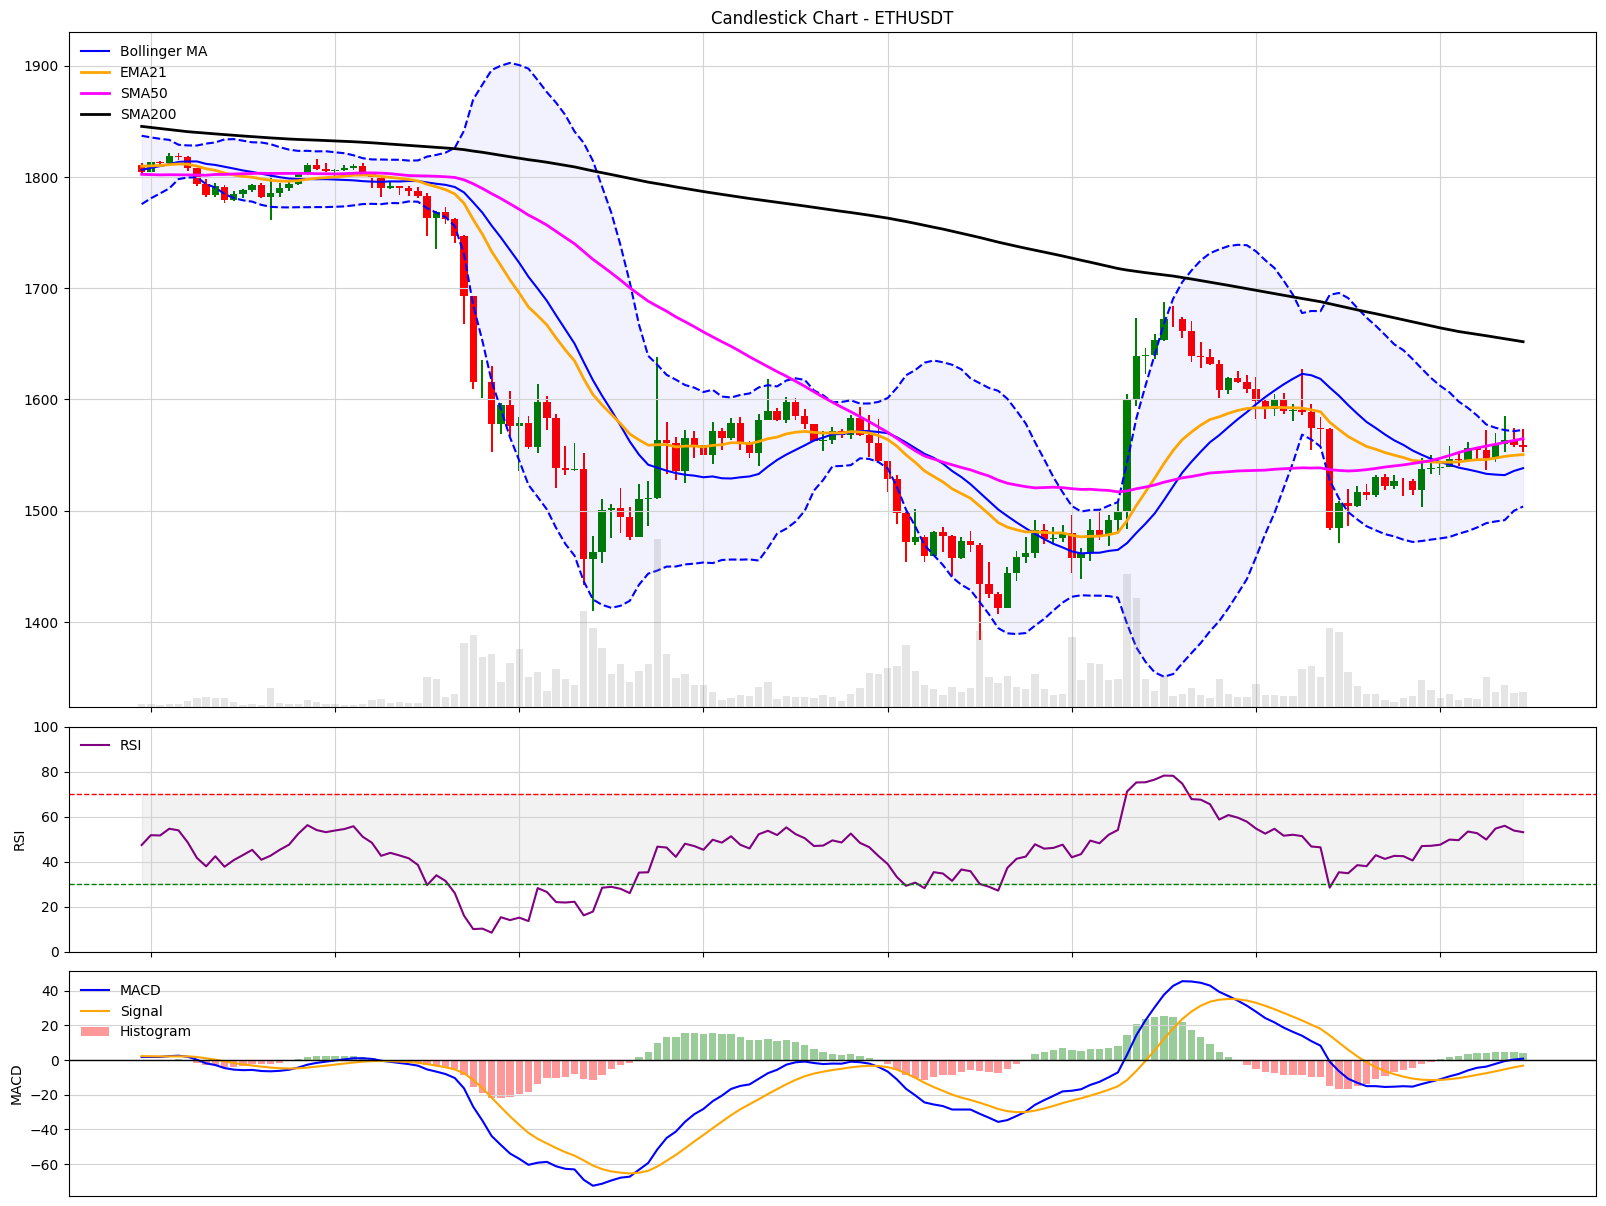 Candlestick Chart - ETHUSDT
Bollinger MA
EMA21
SMA50
SMA200
1900
1800
1700
1600
1500
1400
RSI
100
80
60
40
20
0
RSI
MACD
Signal
Histogram
40
20
0
−20
−40
−60
MACD